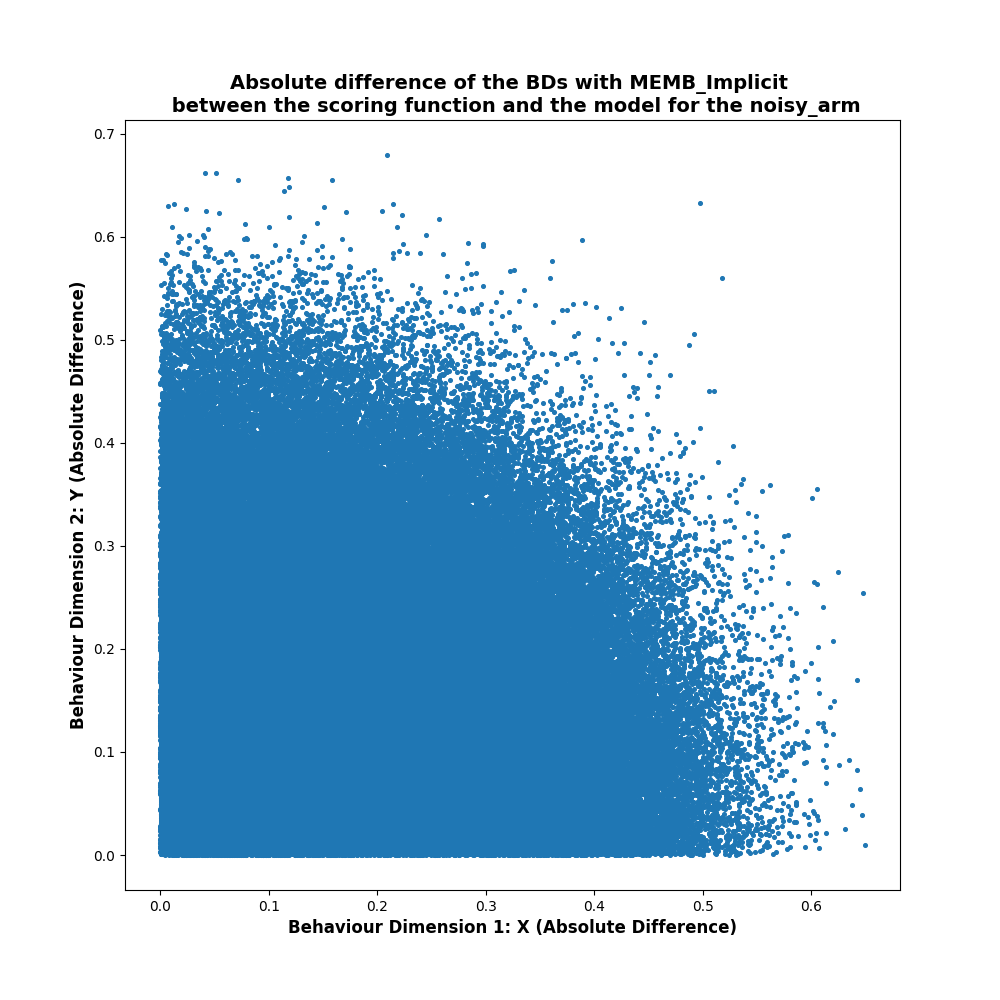 Absolute difference of the BDs with MEMB_Implicit
between the scoring function and the model for the noisy_arm
0.7
0.6
0.5
0.4
0.3
0.2
0.1
0.0
Behaviour Dimension 2: Y (Absolute Difference)
0.0 0.1 0.2 0.3 0.4 0.5 0.6
Behaviour Dimension 1: X (Absolute Difference)